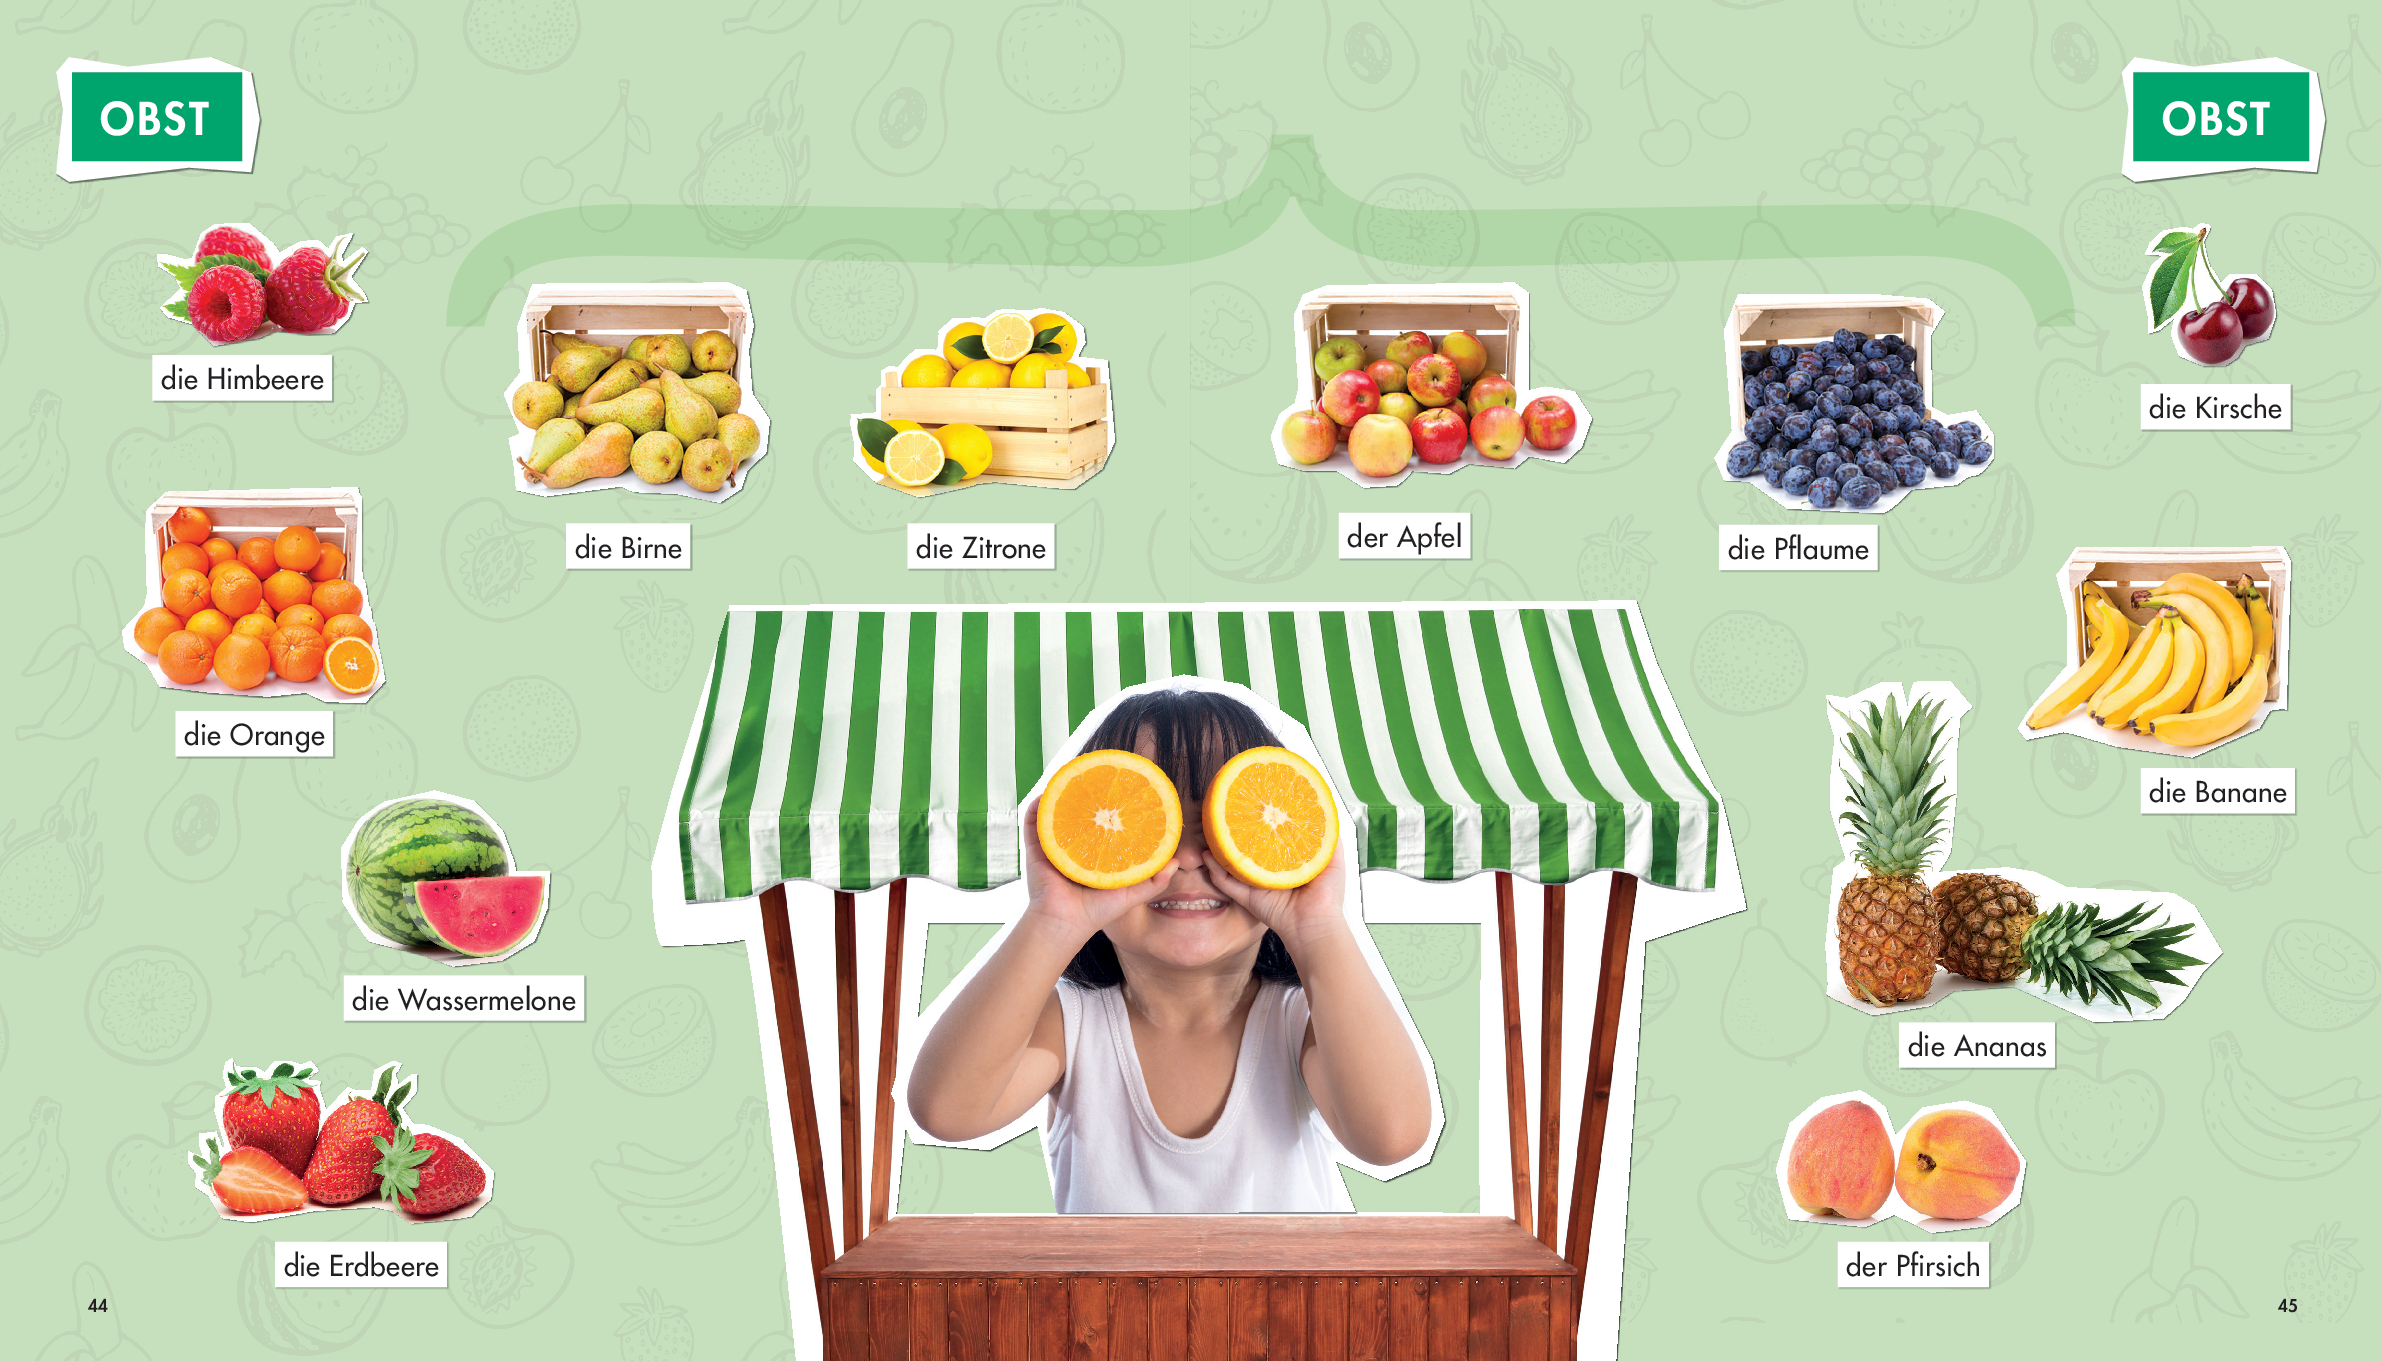 OBST
OBST
die Himbeere
die Kirsche
die Birne
die Zitrone
der Apfel
die Pflaume
die Orange
die Banane
die Wassermelone
die Ananas
die Erdbeere
der Pfirsich
44
45